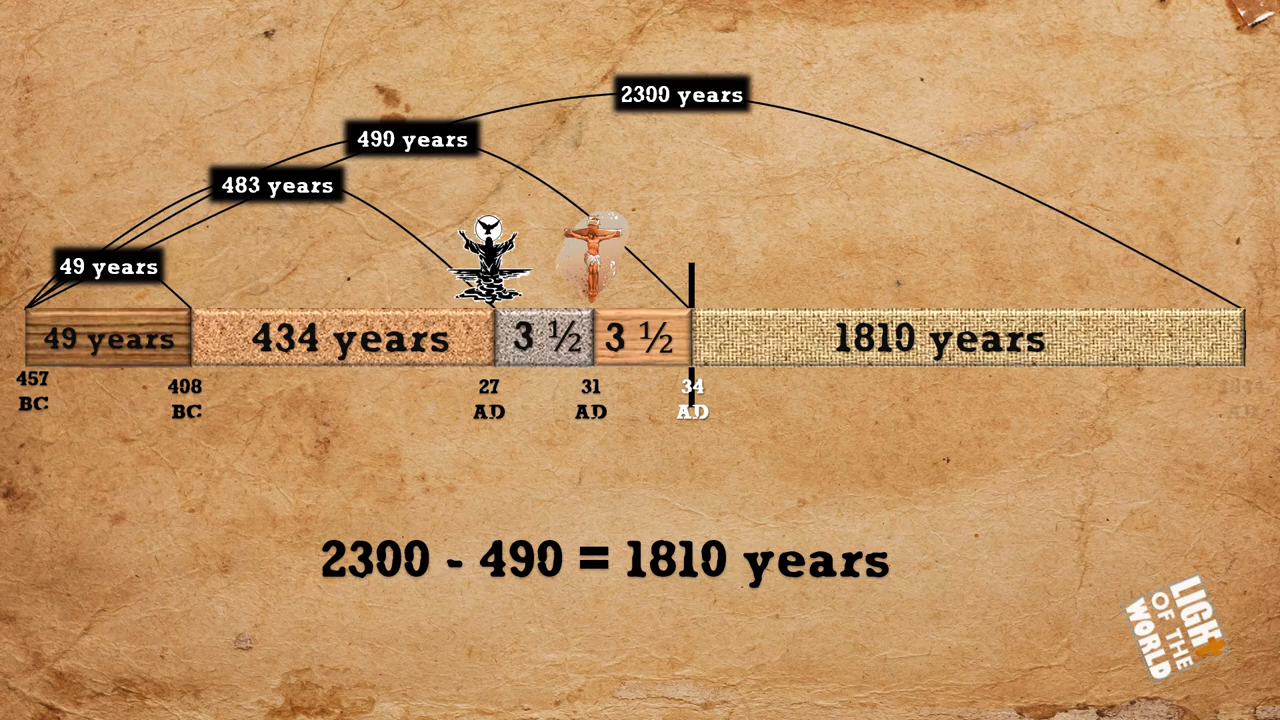 2300 years
490 years
483 years
49 years
49 years
434 years
3 ½
3 ½
1810 years
457
BC
408
BC
27
AD
31
AD
34
AD
2300 - 490 = 1810 years
LIGHT
OF THE
WORLD